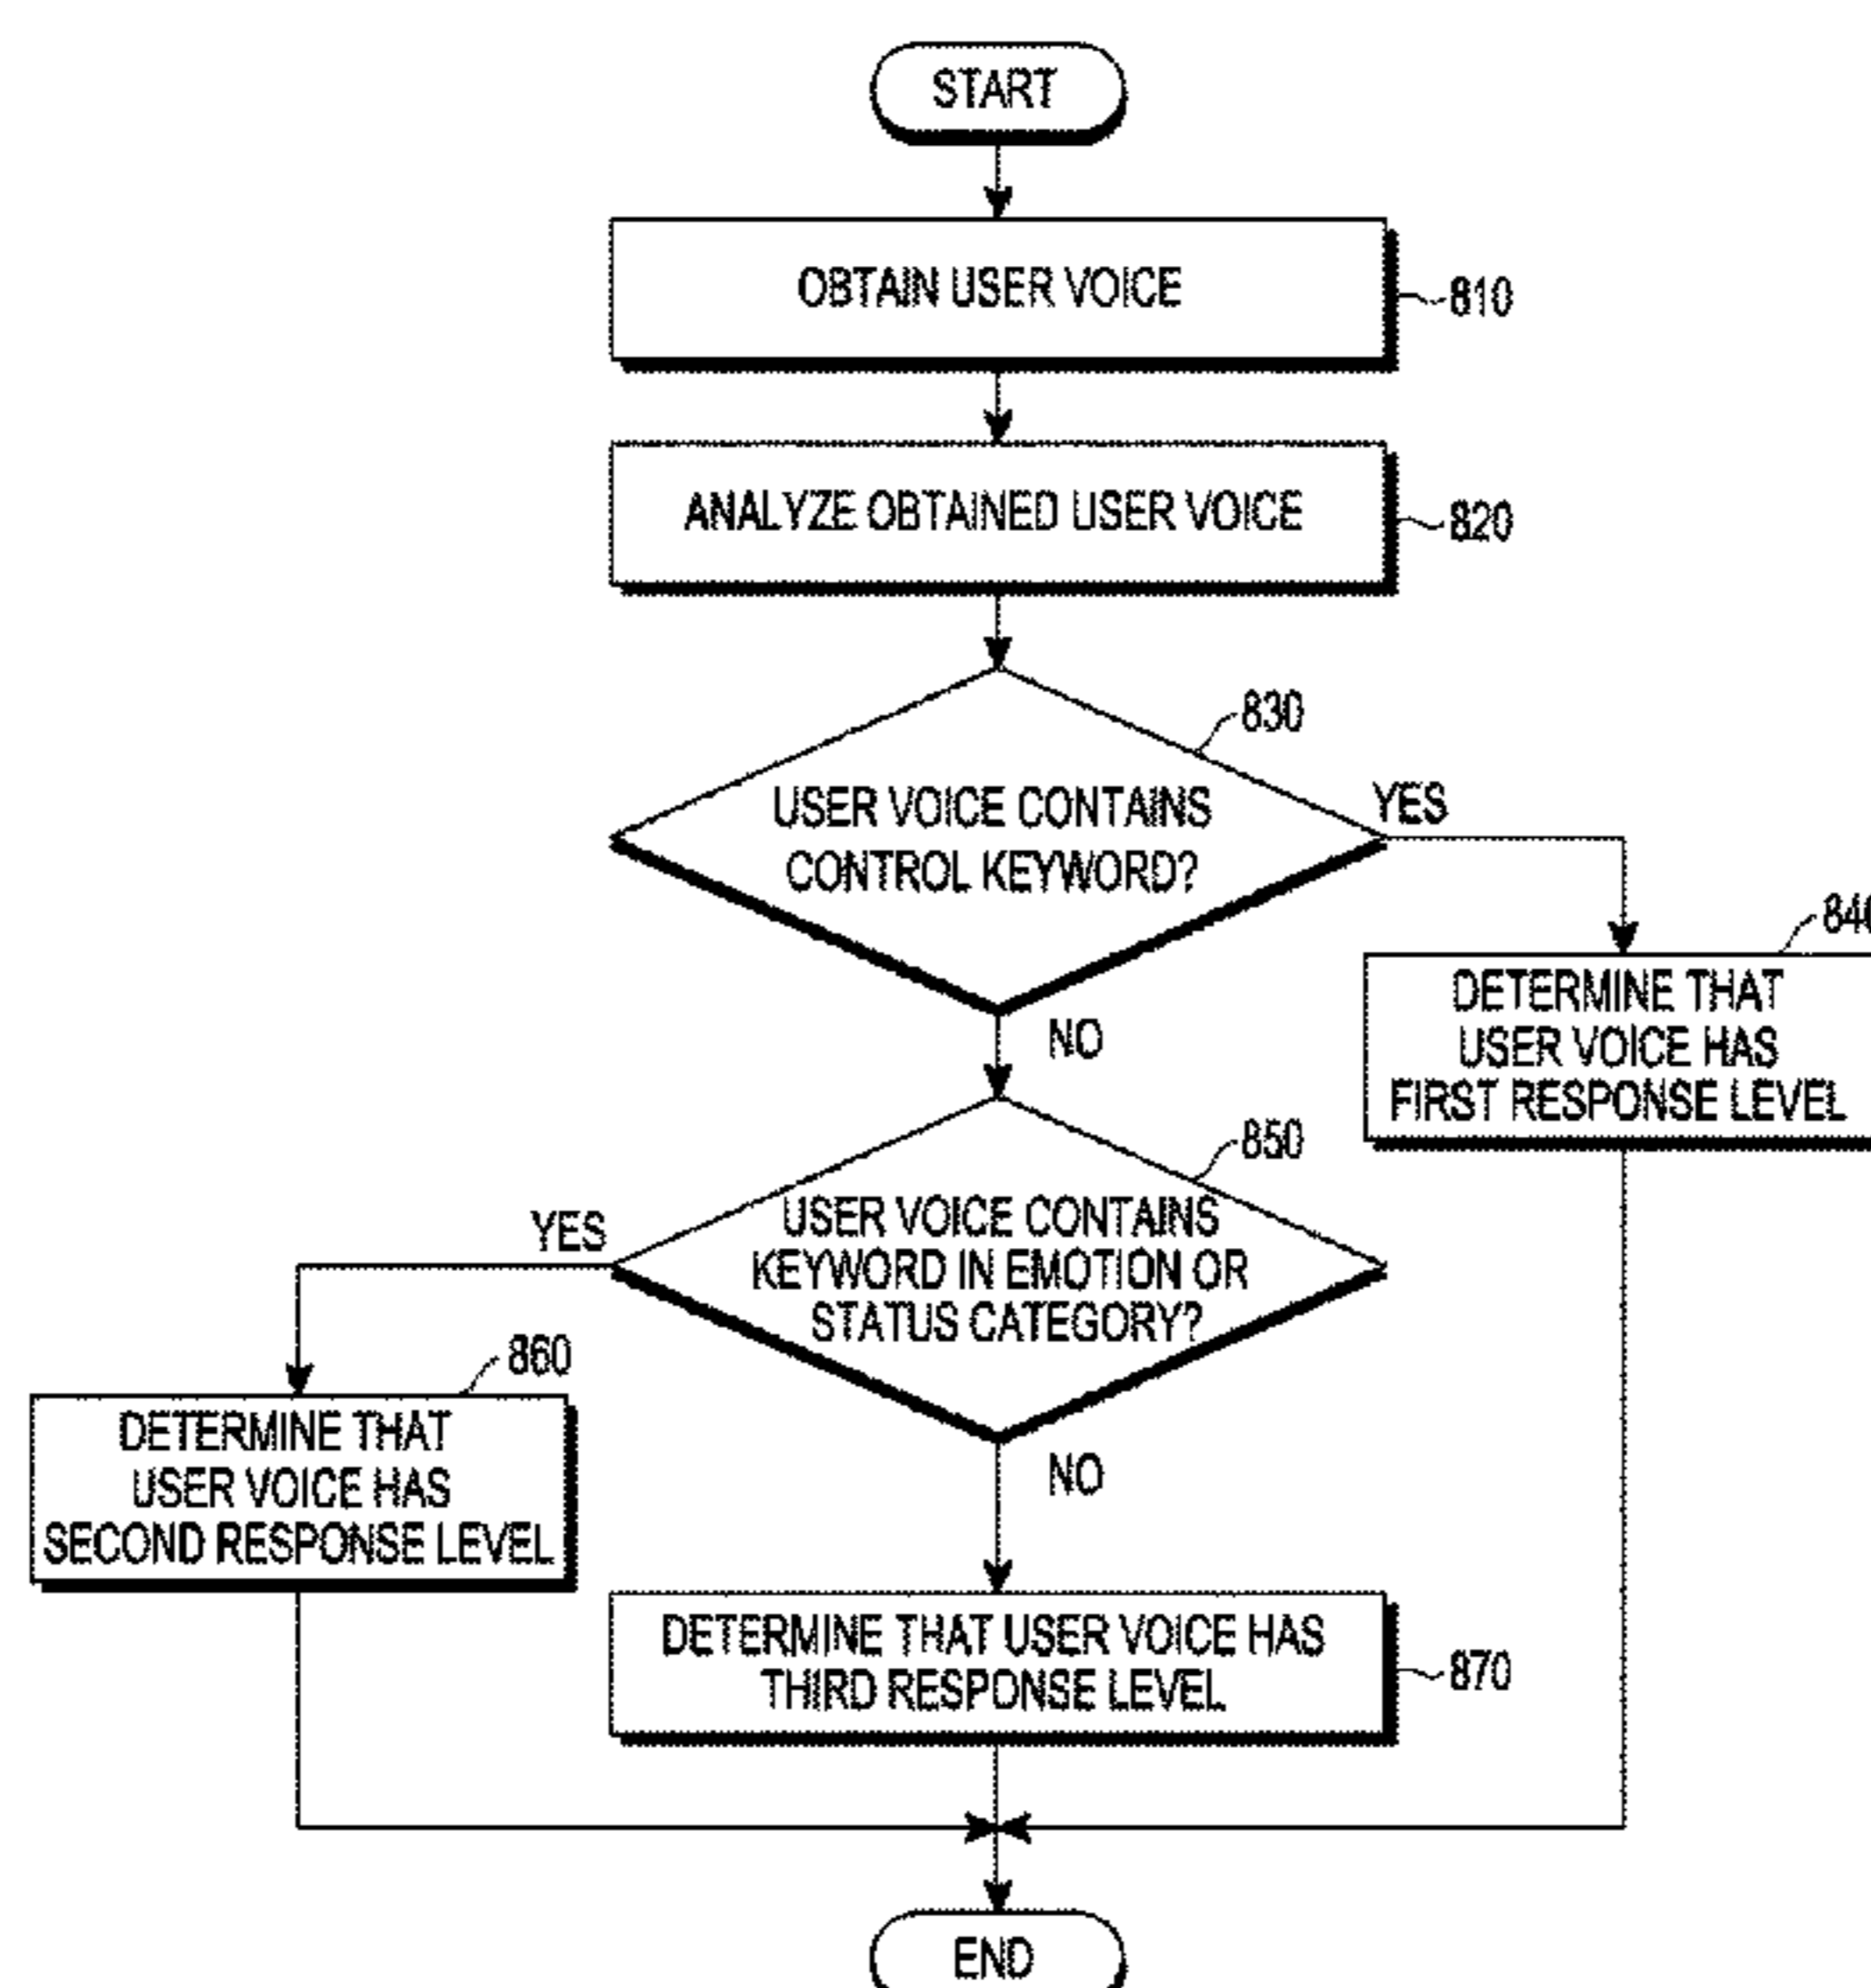 START
OBTAIN USER VOICE
810
ANALYZE OBTAINED USER VOICE
820
830
USER VOICE CONTAINS
CONTROL KEYWORD?
YES
NO
840
DETERMINE THAT
USER VOICE HAS
FIRST RESPONSE LEVEL
850
USER VOICE CONTAINS
KEYWORD IN EMOTION OR
STATUS CATEGORY?
YES
NO
860
DETERMINE THAT
USER VOICE HAS
SECOND RESPONSE LEVEL
DETERMINE THAT USER VOICE HAS
THIRD RESPONSE LEVEL
870
END